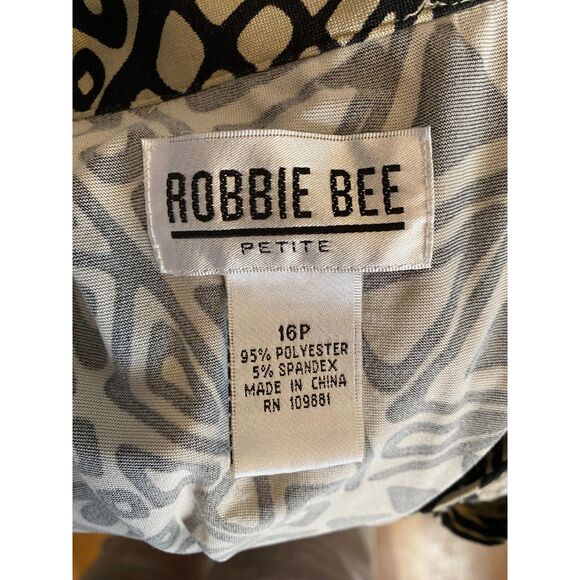 ROBBIE BEE
PETITE
16P
95% POLYESTER
5% SPANDEX
MADE IN CHINA
RN 109881